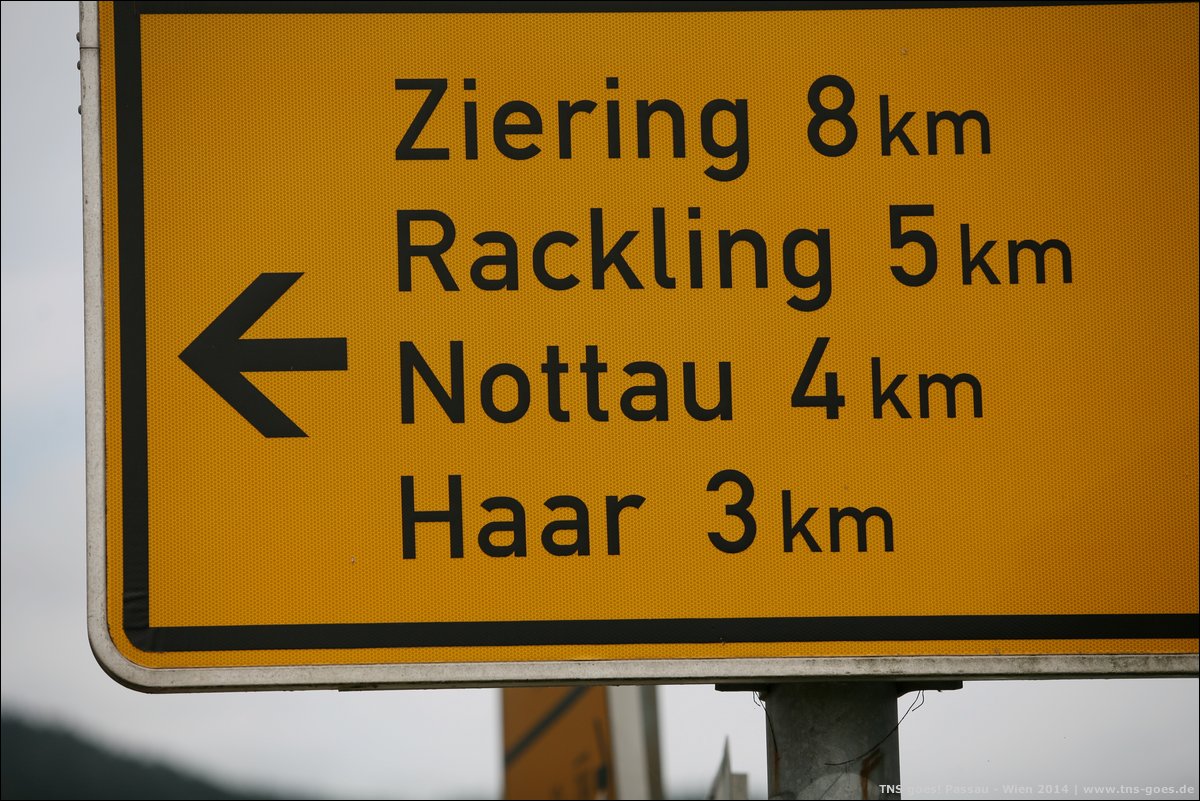 Ziering 8 km
Rackling 5 km
Nottau 4 km
Haar 3 km
TNS goes! Passau - Wien 2014 | www.tns-goes.de